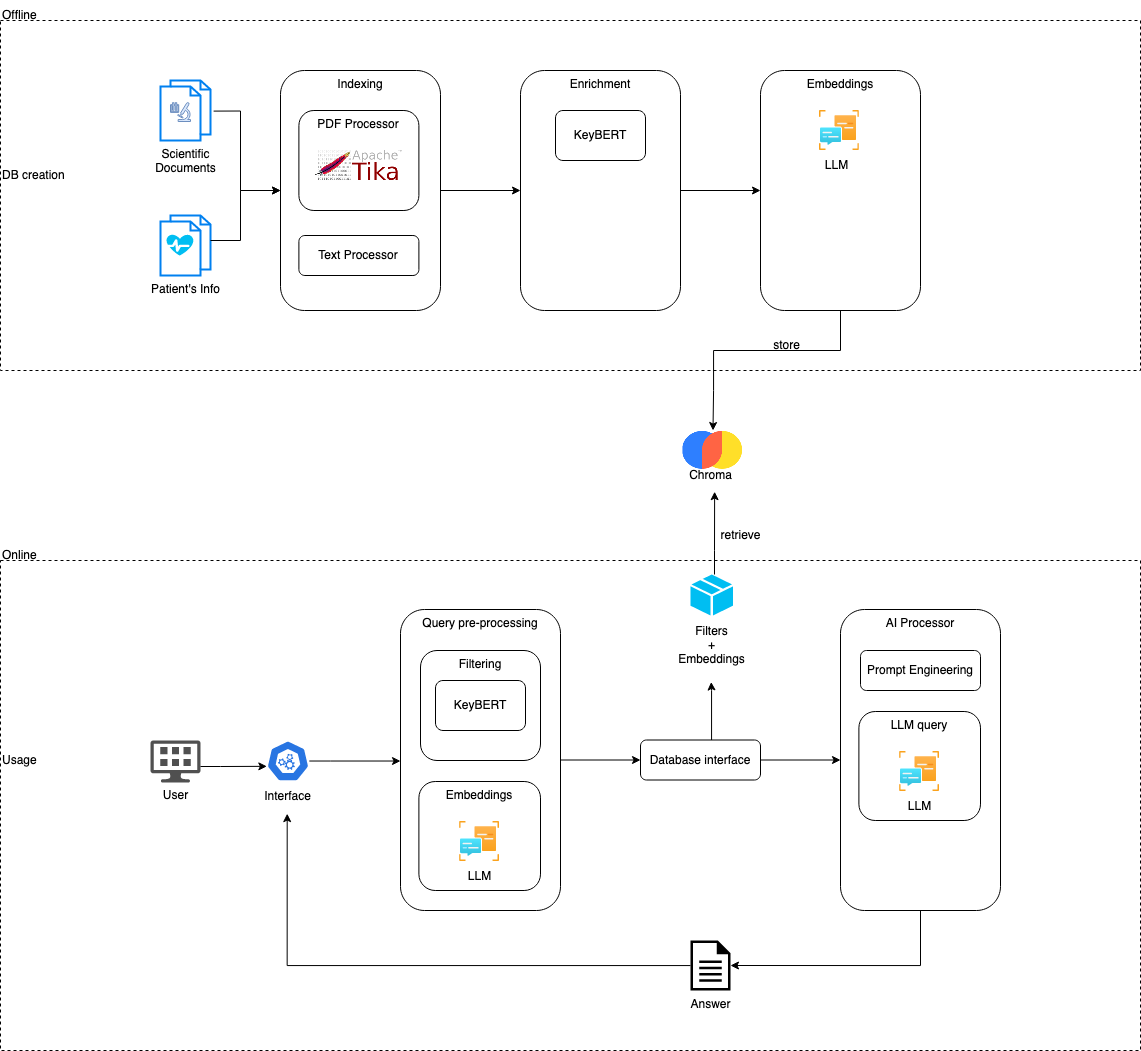 Offline
Indexing
Enrichment
Embeddings
PDF Processor
Apache
Tika
KeyBERT
LLM
Scientific
Documents
DB creation
Text Processor
Patient's Info
store
Chroma
retrieve
Online
Query pre-processing
Filtering
KeyBERT
Filters
+
Embeddings
AI Processor
Prompt Engineering
LLM query
LLM
Usage
User
Interface
Database interface
Embeddings
LLM
Answer